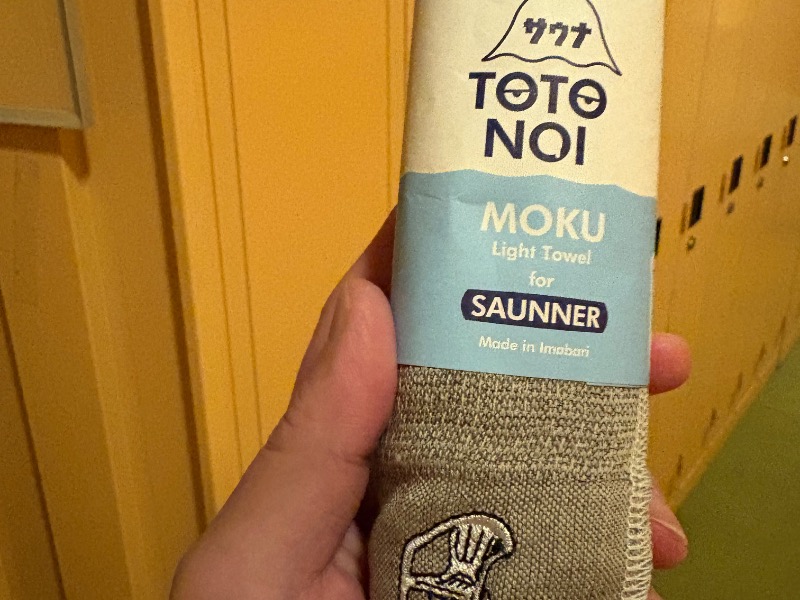 サウナ
TOTO
NOI
MOKU
Light Towel
for
SAUNNER
Made in Imabari